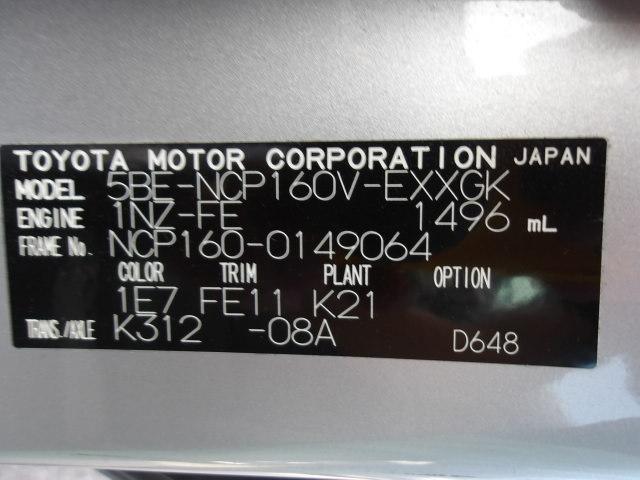 TOYOTA MOTOR CORPORATION JAPAN
MODEL 5BE-NCP160V-EXXGK
ENGINE 1NZ-FE 1496 mL
FRAME No. NCP160-0149064
COLOR TRIM PLANT OPTION
1E7 FE11 K21
TRANS./AXLE K312 -08A D648